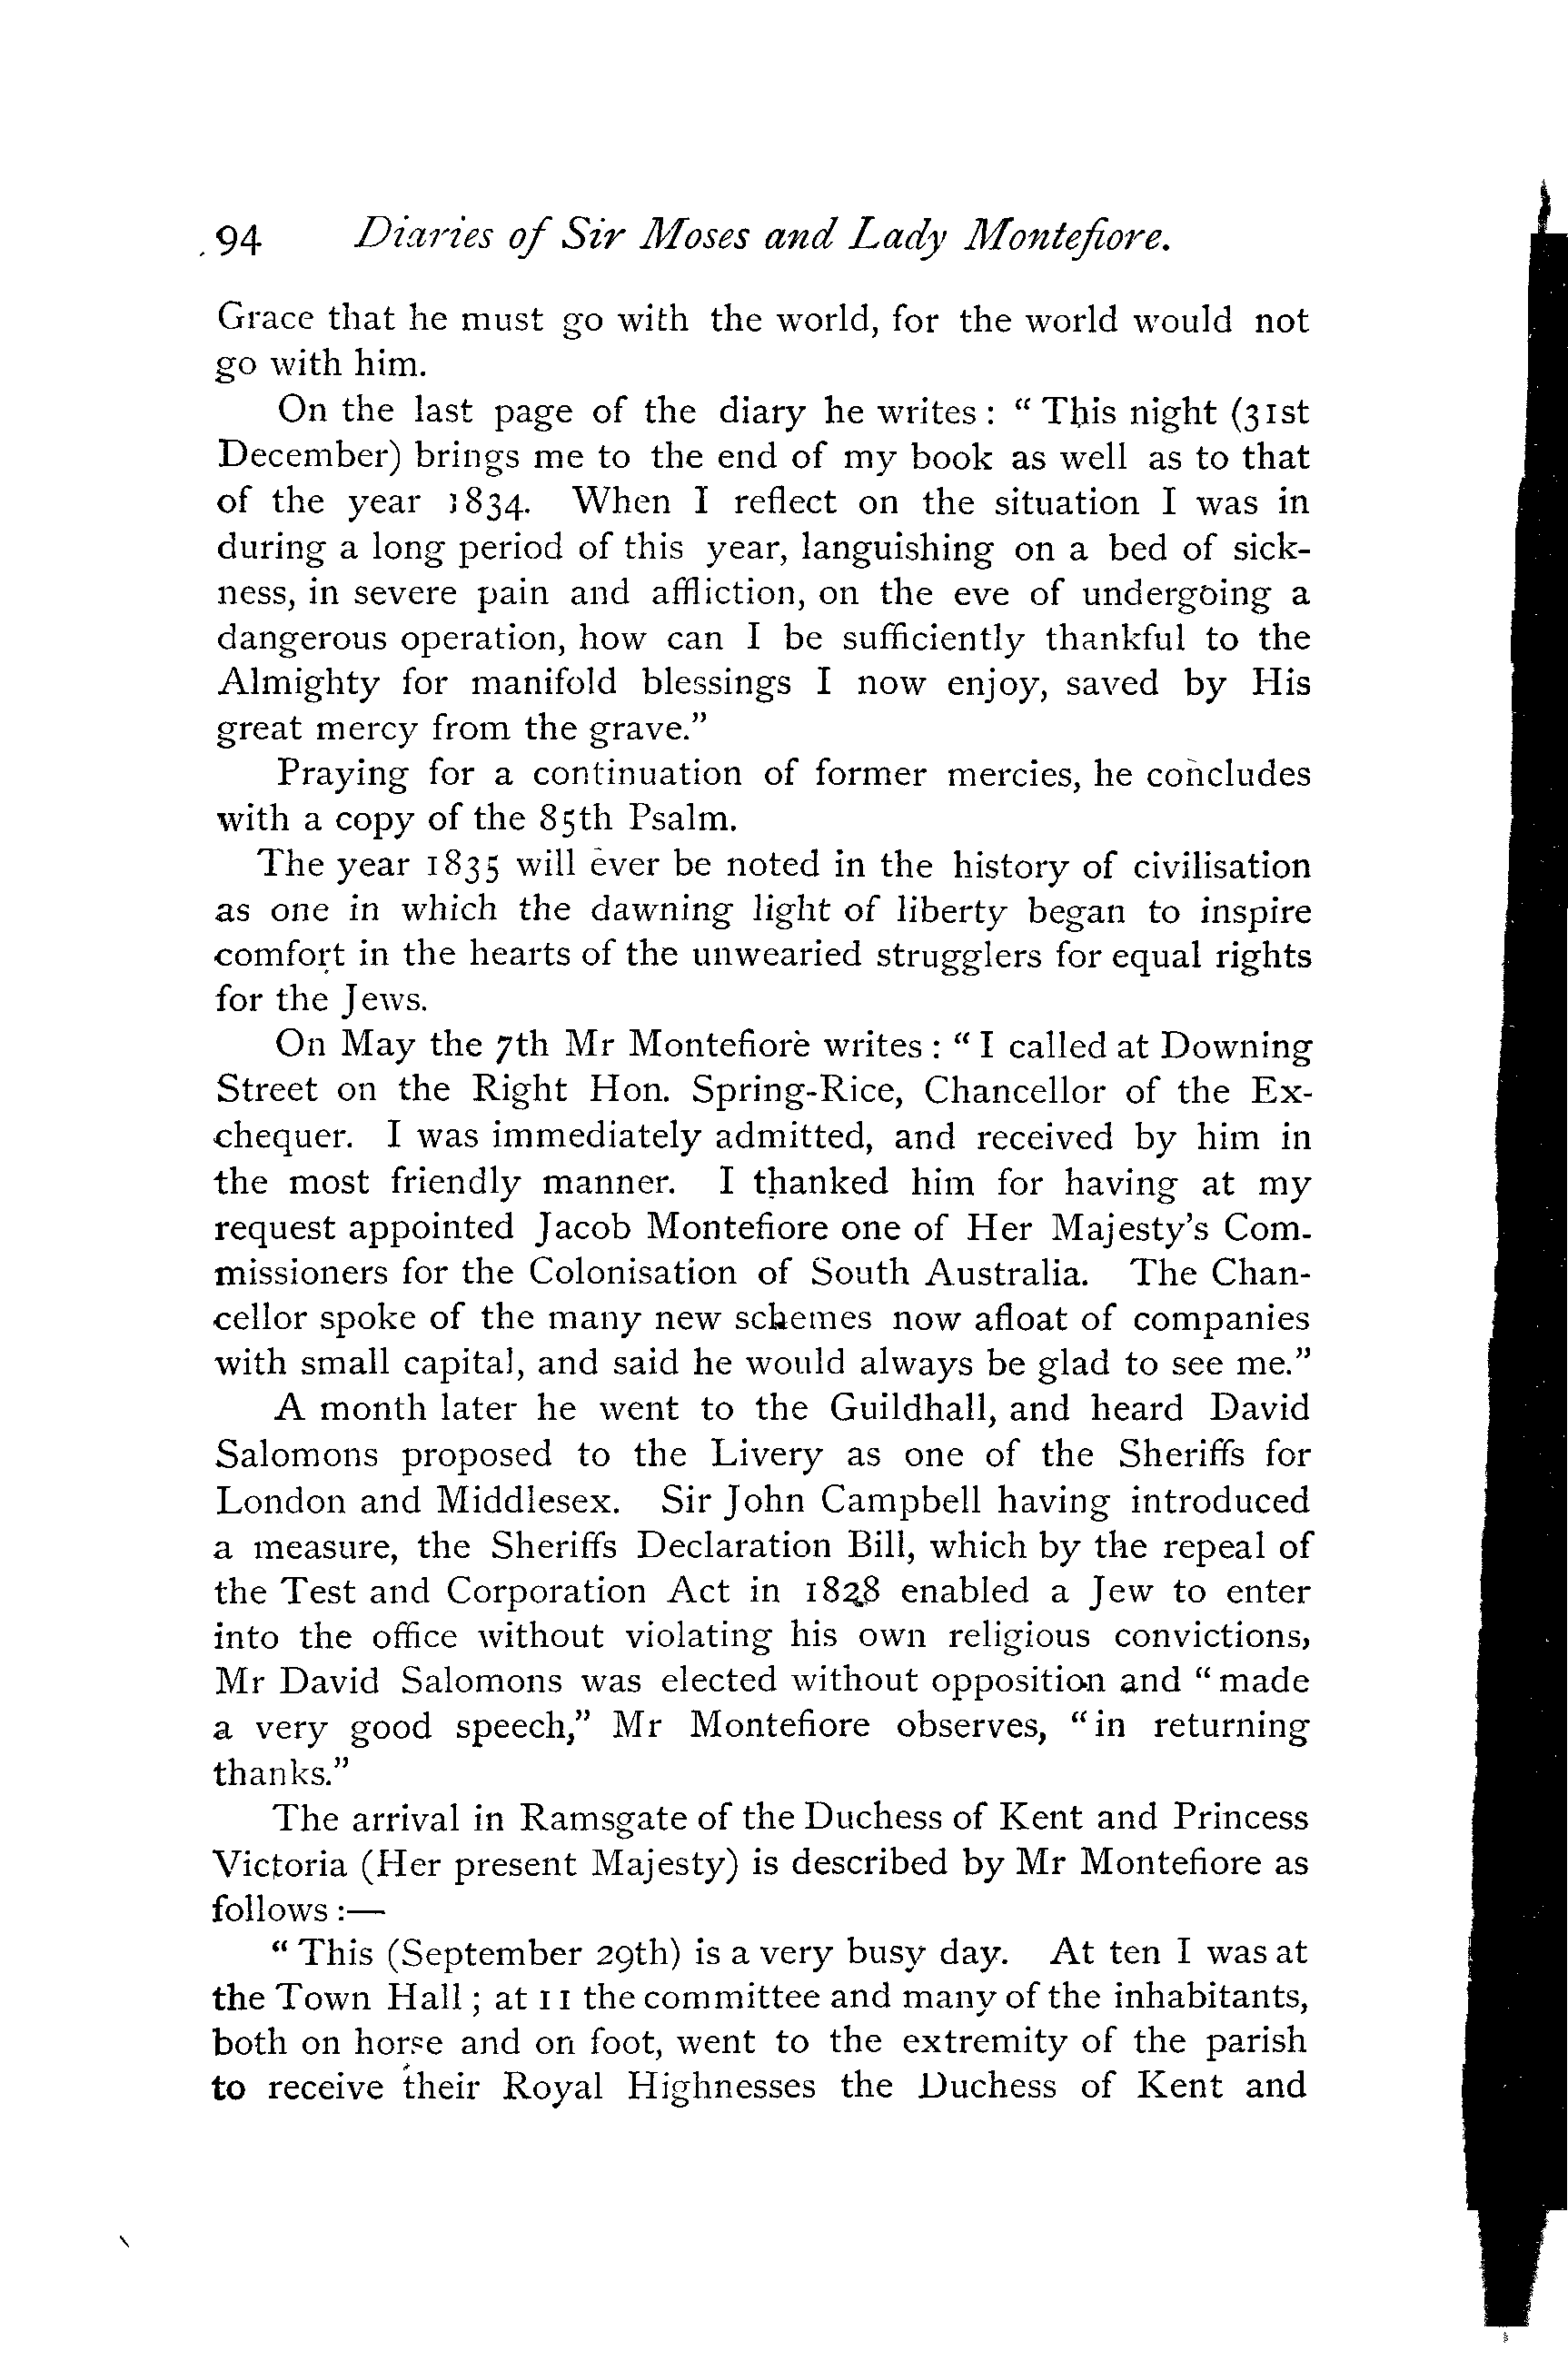 94 Diaries of Sir Moses and Lady Montefiore.
Grace that he must go with the world, for the world would not
go with him.
On the last page of the diary he writes : “ This night (31st
December) brings me to the end of my book as well as to that
of the year 1834. When I reflect on the situation I was in
during a long period of this year, languishing on a bed of sick-
ness, in severe pain and affliction, on the eve of undergoing a
dangerous operation, how can I be sufficiently thankful to the
Almighty for manifold blessings I now enjoy, saved by His
great mercy from the grave.”
Praying for a continuation of former mercies, he concludes
with a copy of the 85th Psalm.
The year 1835 will ever be noted in the history of civilisation
as one in which the dawning light of liberty began to inspire
comfort in the hearts of the unwearied strugglers for equal rights
for the Jews.
On May the 7th Mr Montefiore writes : “ I called at Downing
Street on the Right Hon. Spring-Rice, Chancellor of the Ex-
chequer. I was immediately admitted, and received by him in
the most friendly manner. I thanked him for having at my
request appointed Jacob Montefiore one of Her Majesty’s Com-
missioners for the Colonisation of South Australia. The Chan-
cellor spoke of the many new schemes now afloat of companies
with small capital, and said he would always be glad to see me.”
A month later he went to the Guildhall, and heard David
Salomons proposed to the Livery as one of the Sheriffs for
London and Middlesex. Sir John Campbell having introduced
a measure, the Sheriffs Declaration Bill, which by the repeal of
the Test and Corporation Act in 1828 enabled a Jew to enter
into the office without violating his own religious convictions,
Mr David Salomons was elected without opposition and “ made
a very good speech,” Mr Montefiore observes, “ in returning
thanks.”
The arrival in Ramsgate of the Duchess of Kent and Princess
Victoria (Her present Majesty) is described by Mr Montefiore as
follows :—
“ This (September 29th) is a very busy day. At ten I was at
the Town Hall ; at 11 the committee and many of the inhabitants,
both on horse and on foot, went to the extremity of the parish
to receive their Royal Highnesses the Duchess of Kent and